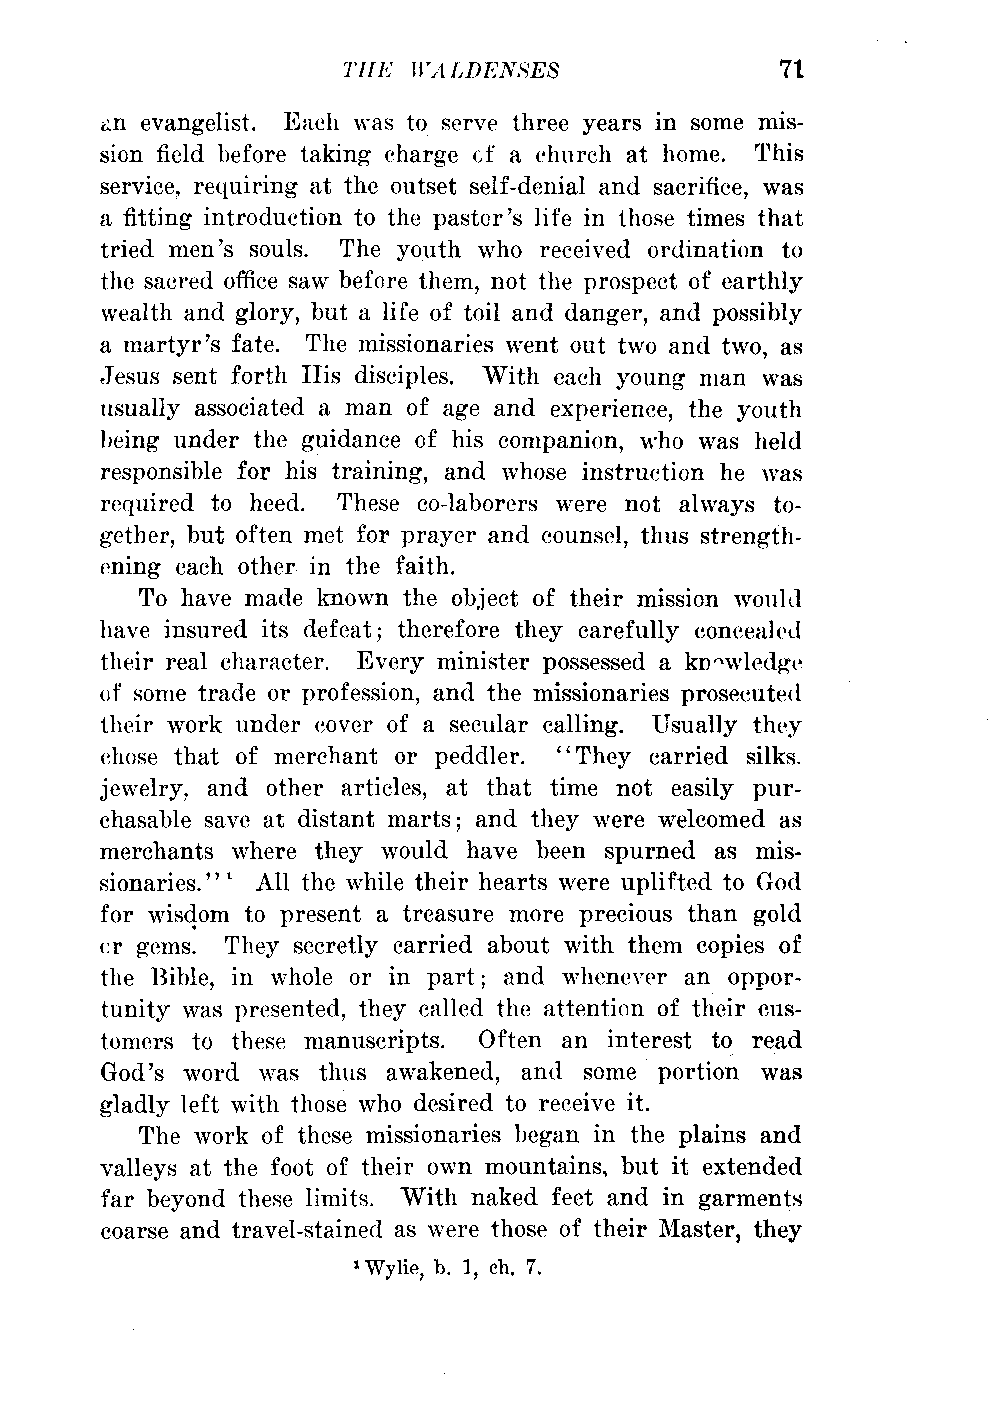 THE WALDENSES 71
an evangelist. Each was to serve three years in some mis-
sion field before taking charge of a church at home. This
service, requiring at the outset self-denial and sacrifice, was
a fitting introduction to the pastor's life in those times that
tried men's souls. The youth who received ordination to
the sacred office saw before them, not the prospect of earthly
wealth and glory, but a life of toil and danger, and possibly
a martyr's fate. The missionaries went out two and two, as
Jesus sent forth His disciples. With each young man was
usually associated a man of age and experience, the youth
being under the guidance of his companion, who was held
responsible for his training, and whose instruction he was
required to heed. These co-laborers were not always to-
gether, but often met for prayer and counsel, thus strength-
ening each other in the faith.
To have made known the object of their mission would
have insured its defeat; therefore they carefully concealed
their real character. Every minister possessed a knowledge
of some trade or profession, and the missionaries prosecuted
their work under cover of a secular calling. Usually they
chose that of merchant or peddler. "They carried silks.
jewelry, and other articles, at that time not easily pur-
chasable save at distant marts; and they were welcomed as
merchants where they would have been spurned as mis-
sionaries."¹ All the while their hearts were uplifted to God
for wisdom to present a treasure more precious than gold
or gems. They secretly carried about with them copies of
the Bible, in whole or in part; and whenever an oppor-
tunity was presented, they called the attention of their cus-
tomers to these manuscripts. Often an interest to read
God's word was thus awakened, and some portion was
gladly left with those who desired to receive it.
The work of these missionaries began in the plains and
valleys at the foot of their own mountains, but it extended
far beyond these limits. With naked feet and in garments
coarse and travel-stained as were those of their Master, they
¹ Wylie, b. 1, ch. 7.